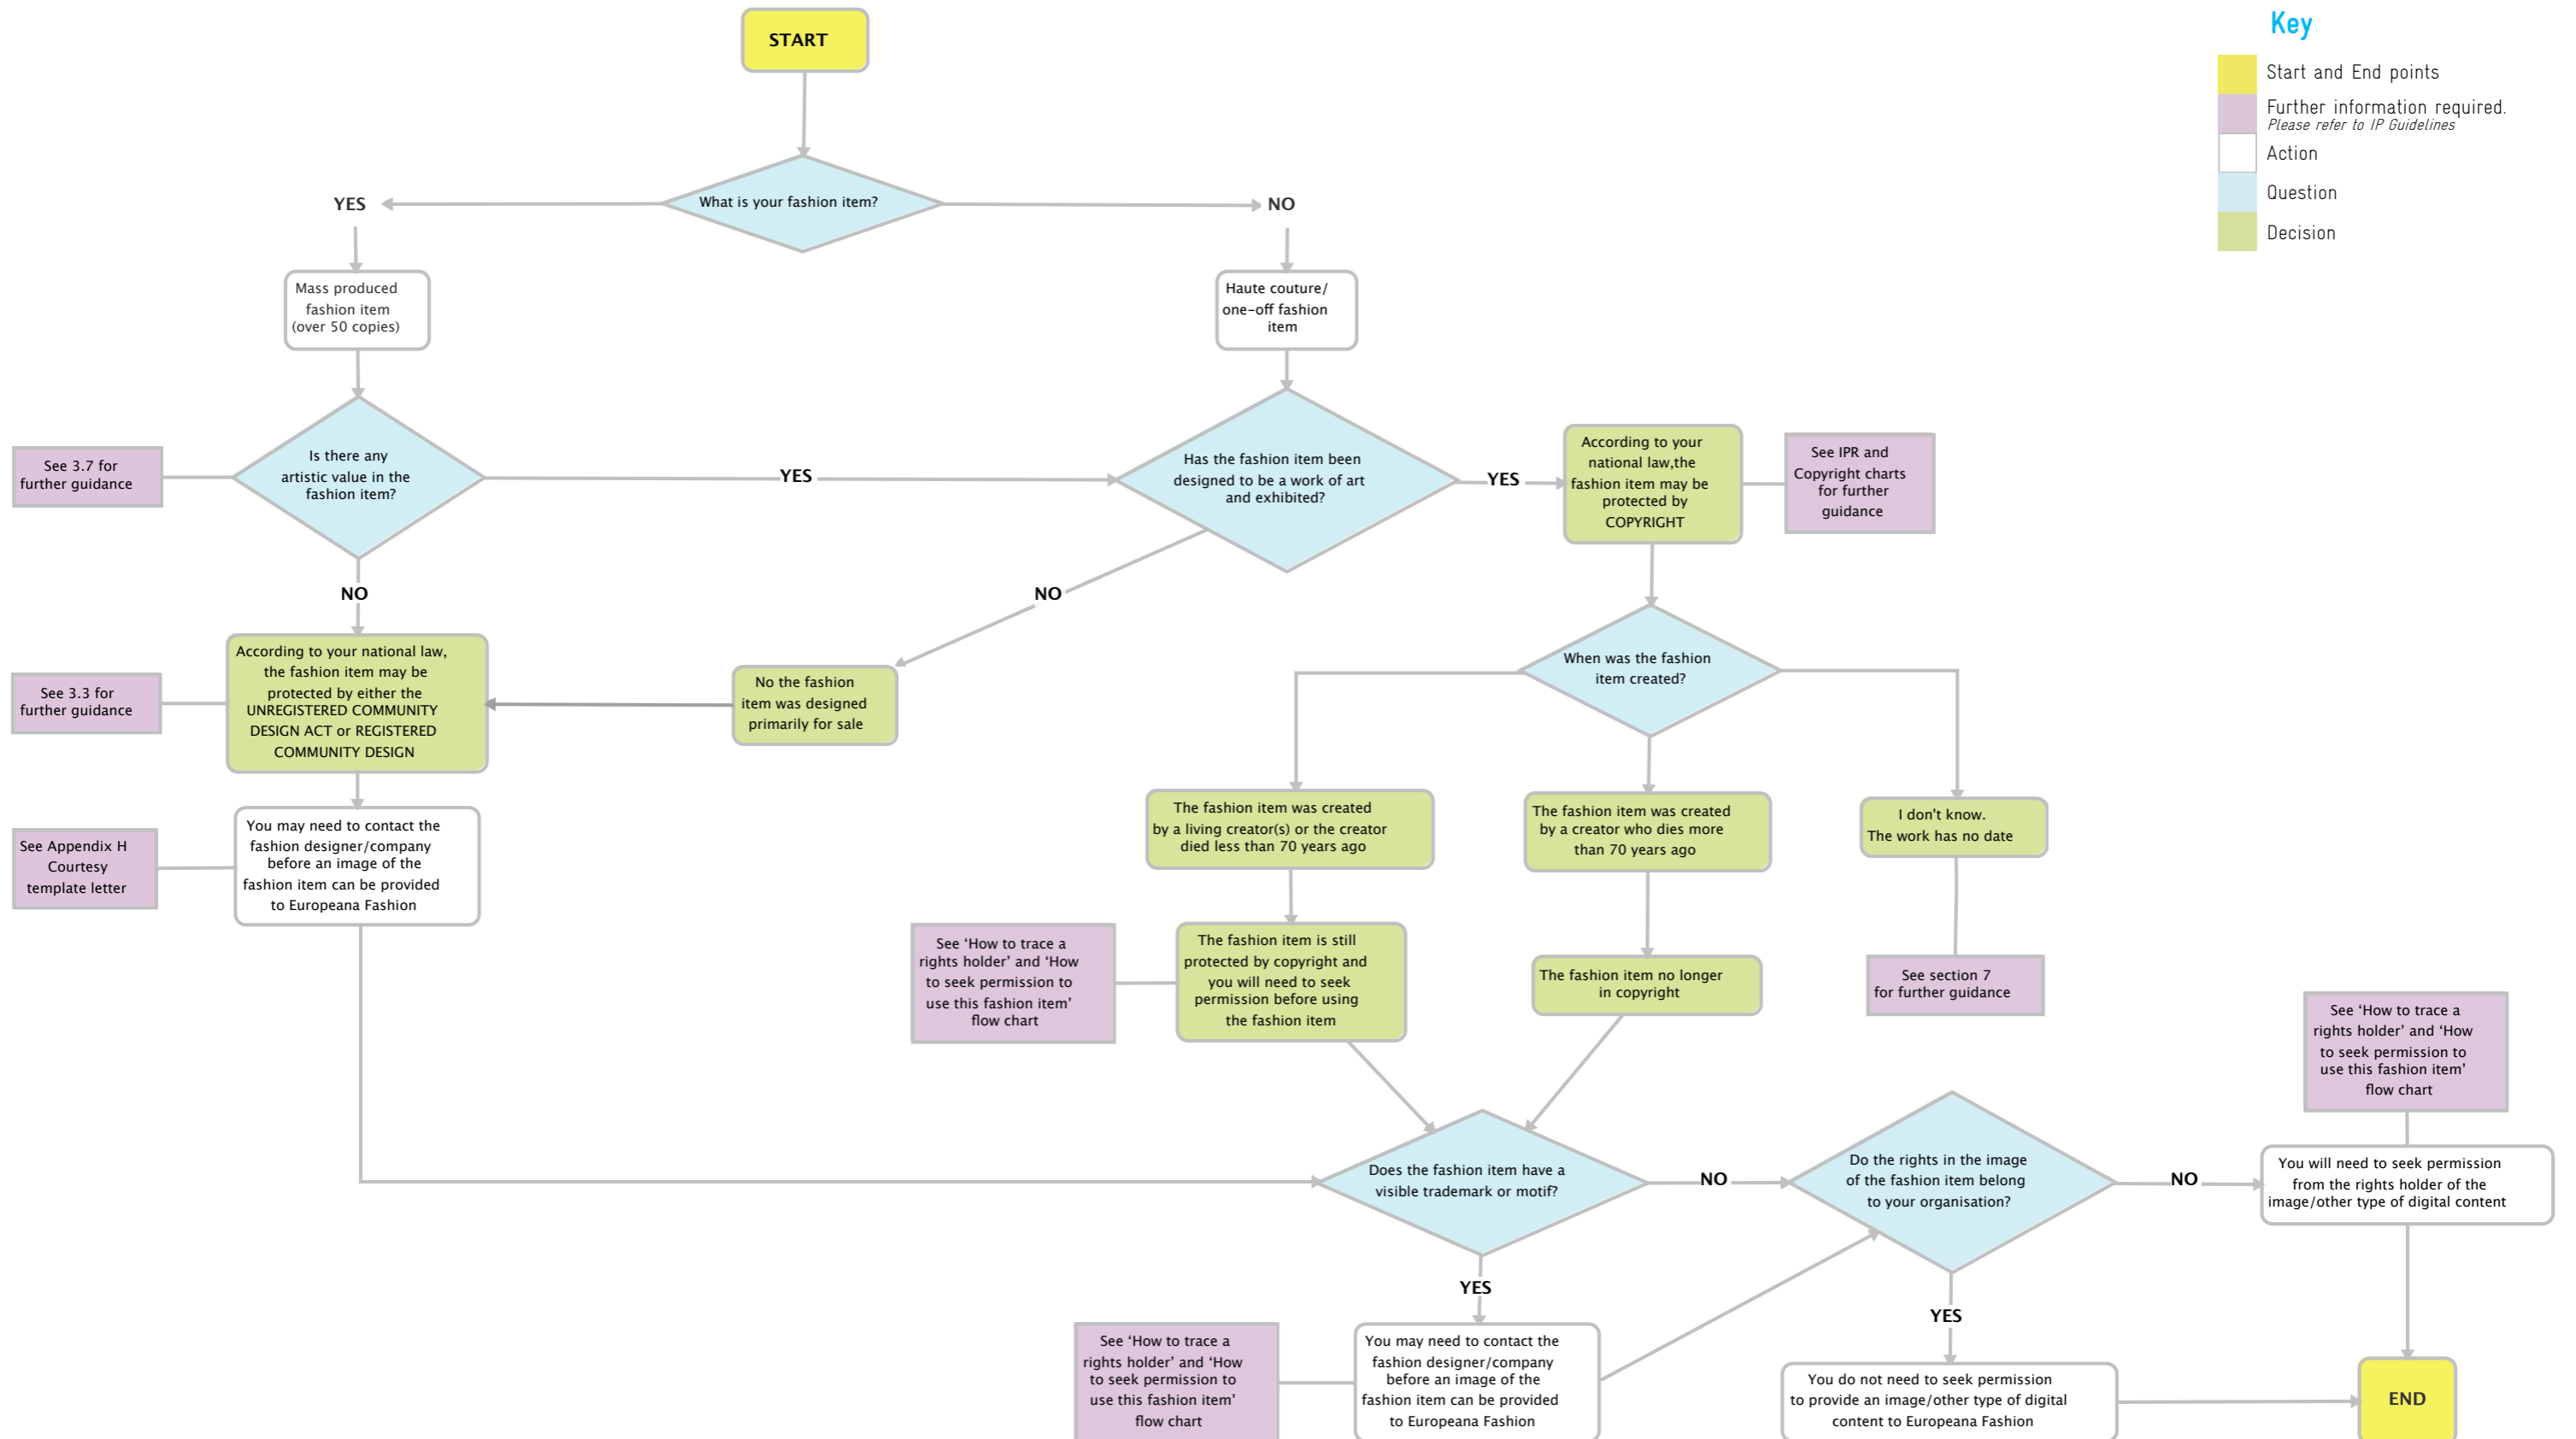 START
Key
Start and End points
Further information required.
Please refer to IP Guidelines
Action
Question
Decision
What is your fashion item?
YES
NO
Mass produced
fashion item
(over 50 copies)
Haute couture/
one-off fashion
item
See 3.7 for
further guidance
Is there any
artistic value in the
fashion item?
YES
Has the fashion item been
designed to be a work of art
and exhibited?
YES
According to your
national law,the
fashion item may be
protected by
COPYRIGHT
See IPR and
Copyright charts
for further
guidance
NO
NO
See 3.3 for
further guidance
According to your national law,
the fashion item may be
protected by either the
UNREGISTERED COMMUNITY
DESIGN ACT or REGISTERED
COMMUNITY DESIGN
No the fashion
item was designed
primarily for sale
When was the fashion
item created?
See Appendix H
Courtesy
template letter
You may need to contact the
fashion designer/company
before an image of the
fashion item can be provided
to Europeana Fashion
The fashion item was created
by a living creator(s) or the creator
died less than 70 years ago
The fashion item was created
by a creator who dies more
than 70 years ago
I don't know.
The work has no date
See ‘How to trace a
rights holder’ and ‘How
to seek permission to
use this fashion item’
flow chart
The fashion item is still
protected by copyright and
you will need to seek
permission before using
the fashion item
The fashion item no longer
in copyright
See section 7
for further guidance
See ‘How to trace a
rights holder’ and ‘How
to seek permission to
use this fashion item’
flow chart
Does the fashion item have a
visible trademark or motif?
NO
Do the rights in the image
of the fashion item belong
to your organisation?
NO
You will need to seek permission
from the rights holder of the
image/other type of digital content
YES
YES
See ‘How to trace a
rights holder’ and ‘How
to seek permission to
use this fashion item’
flow chart
You may need to contact the
fashion designer/company
before an image of the
fashion item can be provided
to Europeana Fashion
You do not need to seek permission
to provide an image/other type of digital
content to Europeana Fashion
END